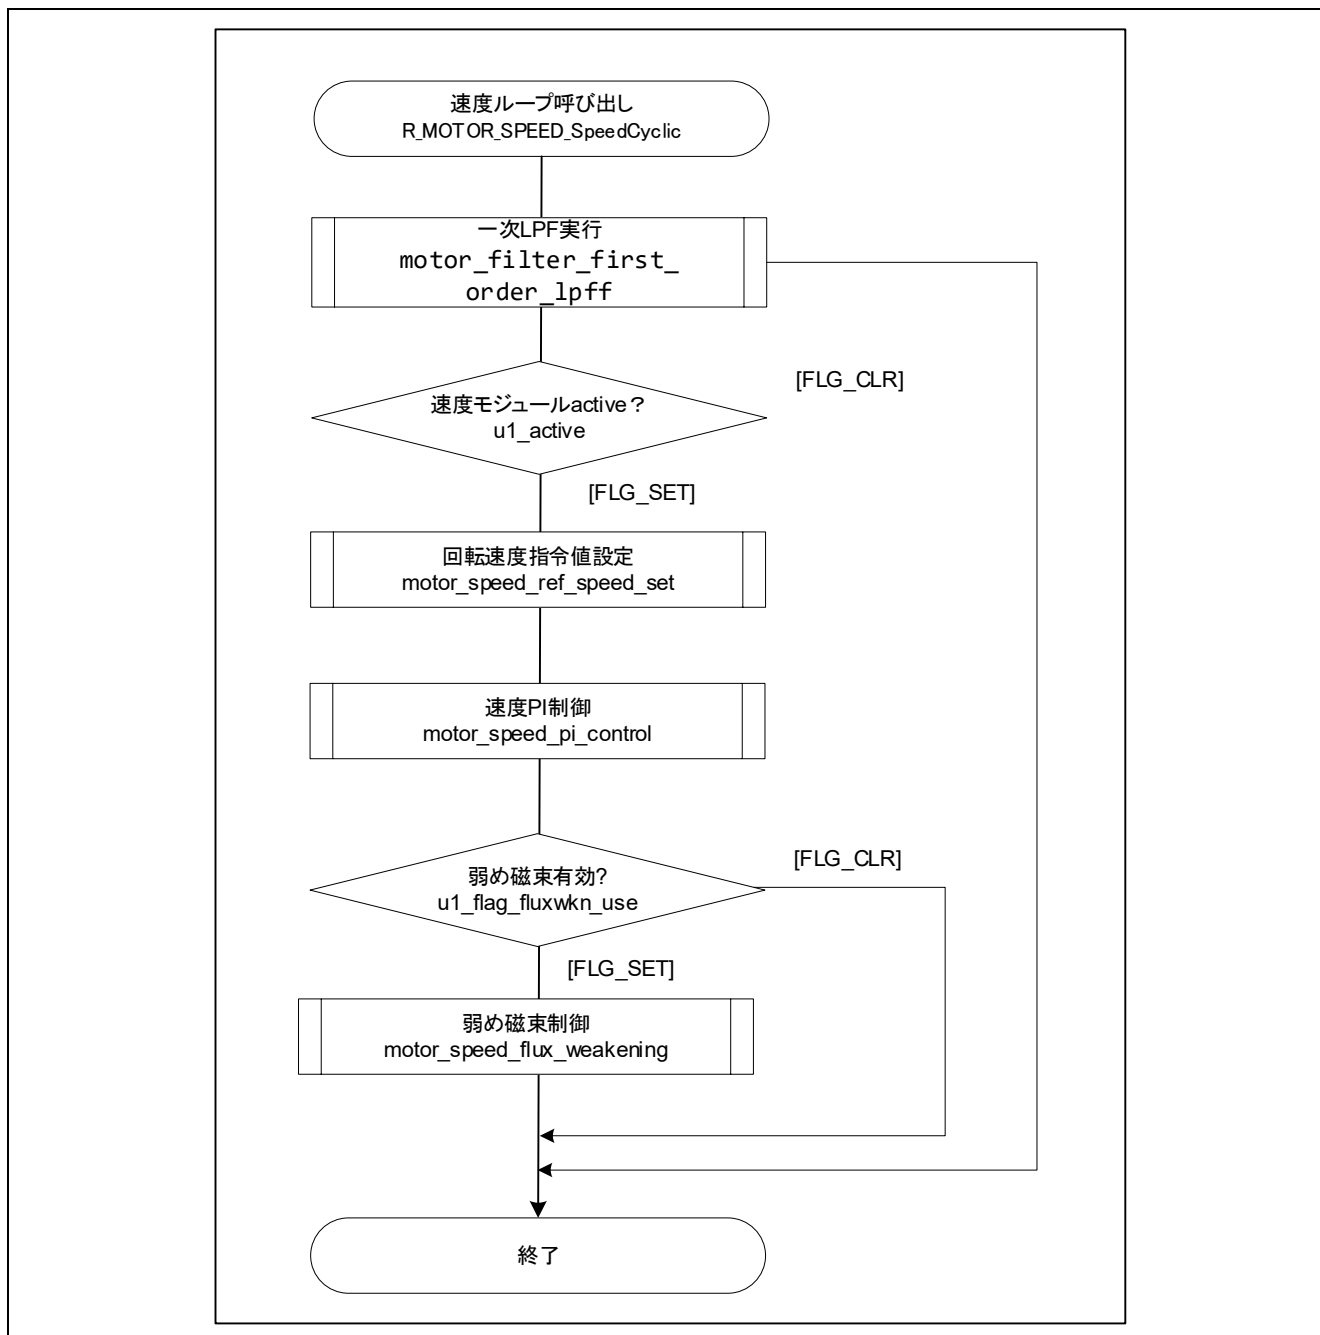 速度ループ呼び出し
R_MOTOR_SPEED_SpeedCyclic
一次LPF実行
motor_filter_first_
order_lpff
[FLG_CLR]
速度モジュールactive？
u1_active
[FLG_SET]
回転速度指令値設定
motor_speed_ref_speed_set
速度PI制御
motor_speed_pi_control
[FLG_CLR]
弱め磁束有効?
u1_flag_fluxwkn_use
[FLG_SET]
弱め磁束制御
motor_speed_flux_weakening
終了